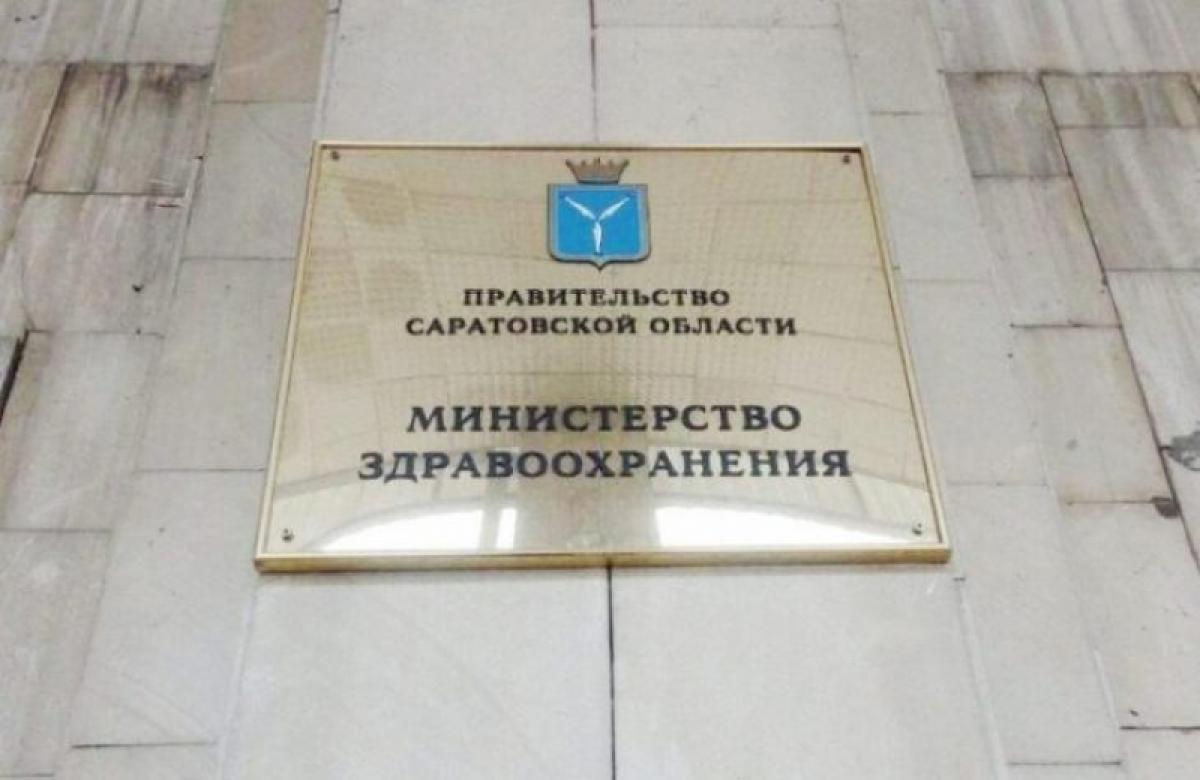 ПРАВИТЕЛЬСТВО
САРАТОВСКОЙ ОБЛАСТИ
МИНИСТЕРСТВО
ЗДРАВООХРАНЕНИЯ